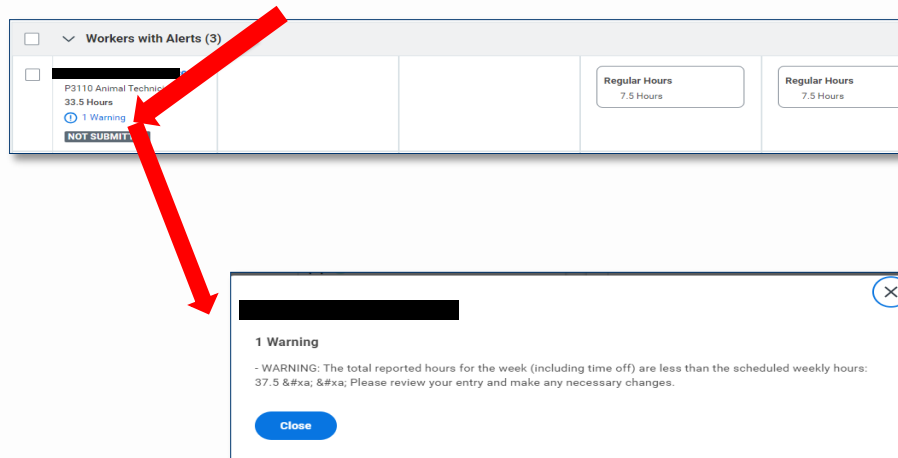 Workers with Alerts (3)
P3110 Animal Technici
33.5 Hours
1 Warning
NOT SUBMIT
Regular Hours
7.5 Hours
Regular Hours
7.5 Hours
1 Warning
- WARNING: The total reported hours for the week (including time off) are less than the scheduled weekly hours:
37.5 &#xa; &#xa; Please review your entry and make any necessary changes.
Close